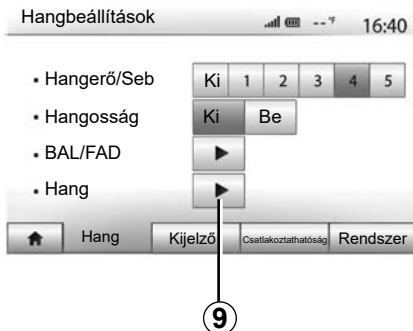 Hangbeállítások
--°F
16:40
• Hangerő/Seb
Ki 1 2 3 4 5
• Hangosság
Ki Be
• BAL/FAD
• Hang
Hang Kijelző Csatlakoztathatóság Rendszer
9